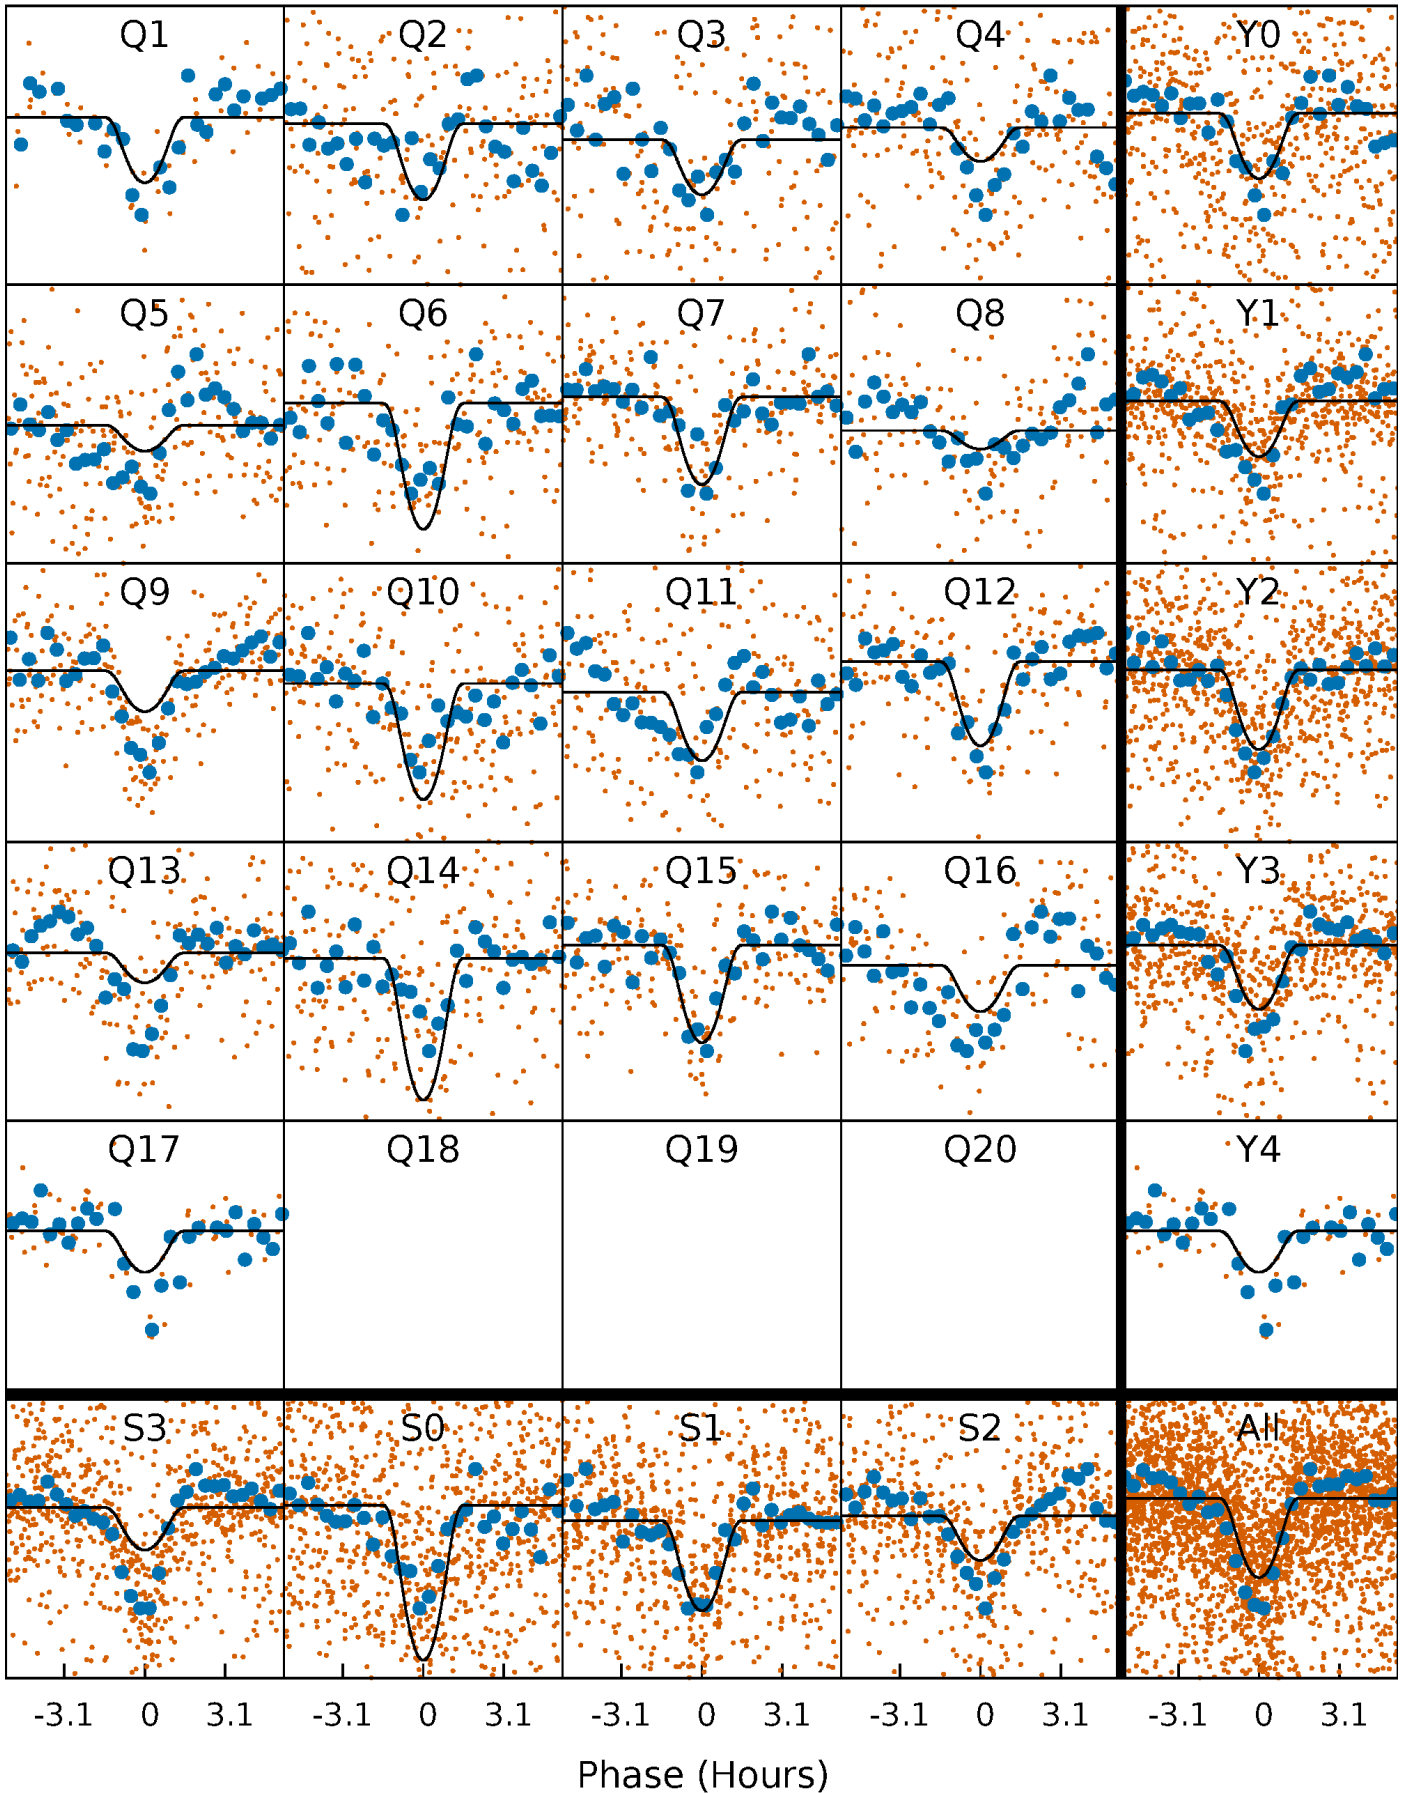 Q1 Q2 Q3 Q4 Y0
Q5 Q6 Q7 Q8 Y1
Q9 Q10 Q11 Q12 Y2
Q13 Q14 Q15 Q16 Y3
Q17 Q18 Q19 Q20 Y4
S3 S0 S1 S2 All
-3.1 0 3.1 -3.1 0 3.1 -3.1 0 3.1 -3.1 0 3.1 -3.1 0 3.1
Phase (Hours)